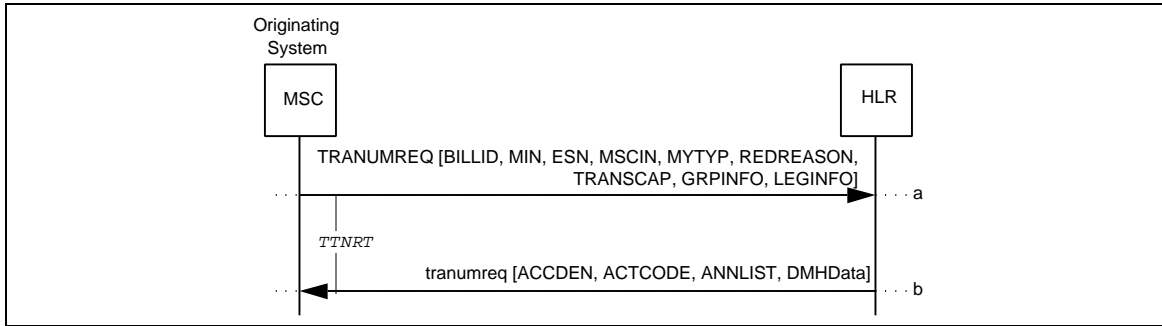 Originating
System
MSC
HLR
TRANUMREQ [BILLID, MIN, ESN, MSCIN, MYTYP, REDREASON,
TRANSCAP, GRPINFO, LEGINFO]
a
TTNRT
tranumreq [ACCDEN, ACTCODE, ANNLIST, DMHData]
b